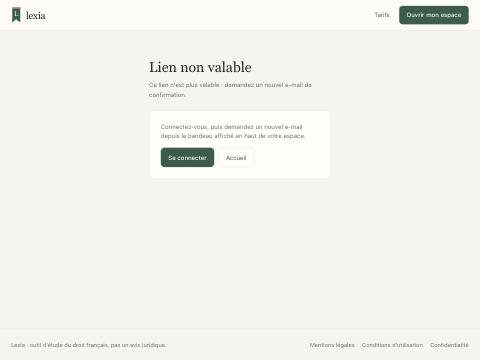 L lexia
Tarifs
Ouvrir mon espace
Lien non valable
Ce lien n'est plus valable : demandez un nouvel e-mail de
confirmation.
Connectez-vous, puis demandez un nouvel e-mail
depuis le bandeau affiché en haut de votre espace.
Se connecter
Accueil
Lexia - outil d'étude du droit français, pas un avis juridique.
Mentions légales
Conditions d'utilisation
Confidentialité